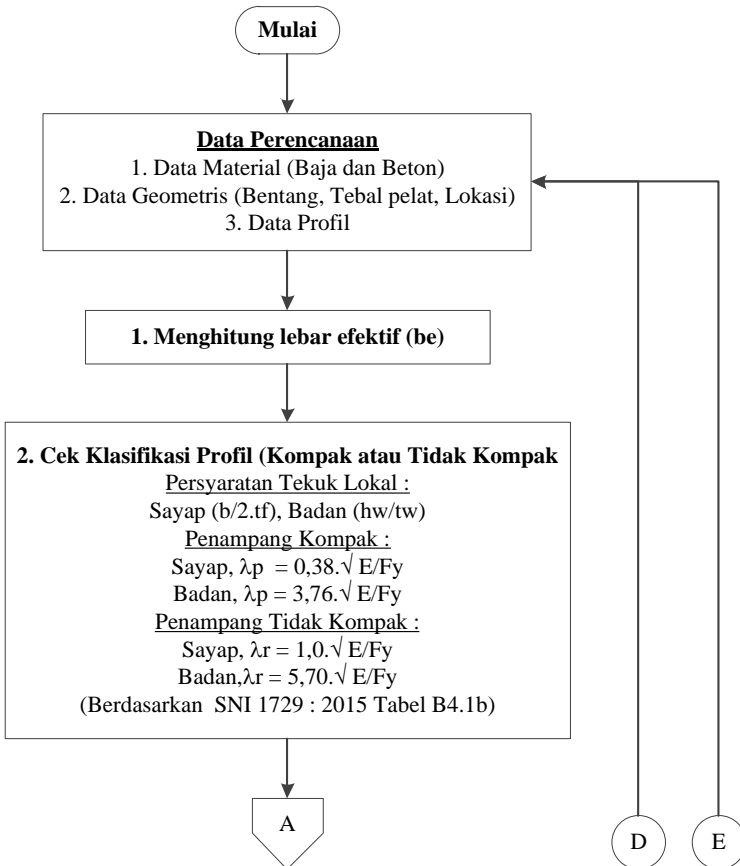 Mulai
Data Perencanaan
1. Data Material (Baja dan Beton)
2. Data Geometris (Bentang, Tebal pelat, Lokasi)
3. Data Profil
1. Menghitung lebar efektif (be)
2. Cek Klasifikasi Profil (Kompak atau Tidak Kompak
Persyaratan Tekuk Lokal :
Sayap (b/2.tf), Badan (hw/tw)
Penampang Kompak :
Sayap, λp = 0,38.√ E/Fy
Badan, λp = 3,76.√ E/Fy
Penampang Tidak Kompak :
Sayap, λr = 1,0.√ E/Fy
Badan,λr = 5,70.√ E/Fy
(Berdasarkan SNI 1729 : 2015 Tabel B4.1b)
A
D
E